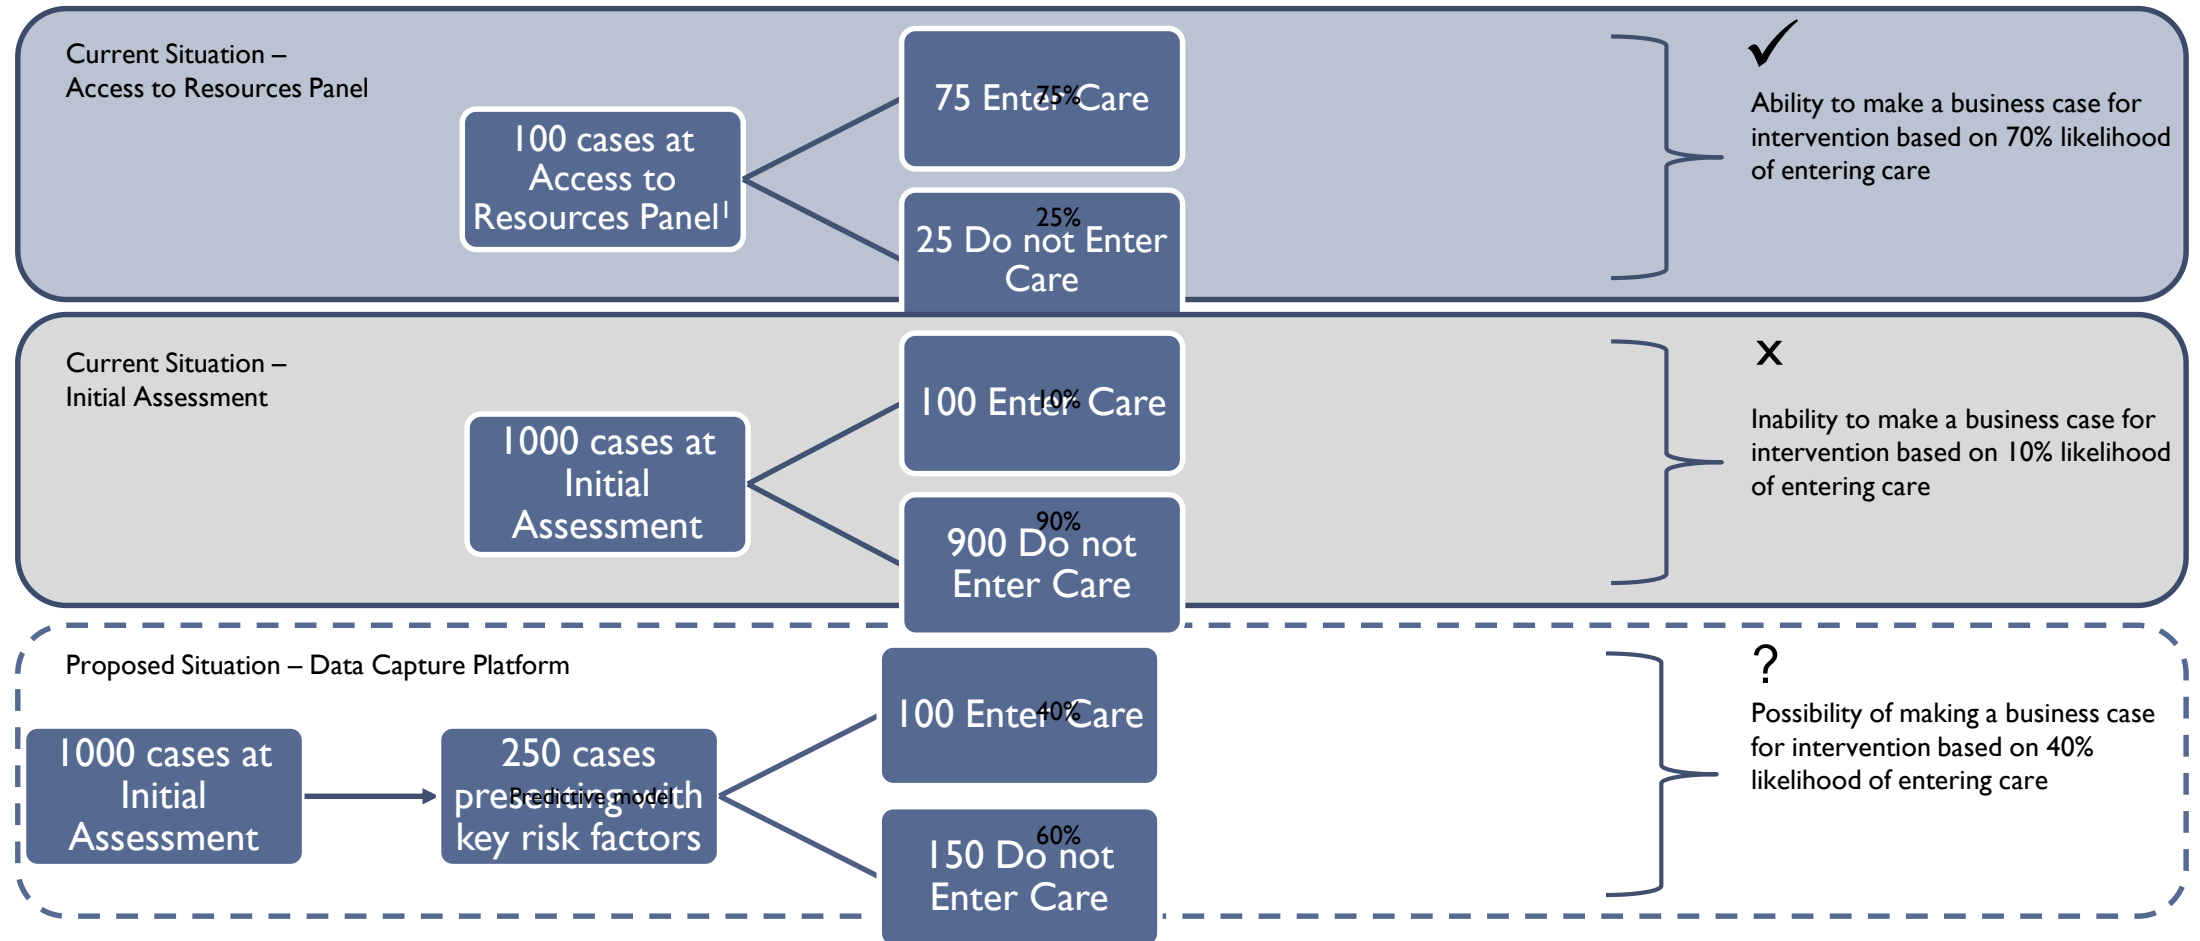 Current Situation –
Access to Resources Panel
100 cases at
Access to
Resources Panel¹
75 Enter Care
75%
25%
25 Do not Enter
Care
✓
Ability to make a business case for
intervention based on 70% likelihood
of entering care
Current Situation –
Initial Assessment
1000 cases at
Initial
Assessment
100 Enter Care
10%
90%
900 Do not
Enter Care
x
Inability to make a business case for
intervention based on 10% likelihood
of entering care
Proposed Situation – Data Capture Platform
1000 cases at
Initial
Assessment
250 cases
presenting with
key risk factors
Predictive model
100 Enter Care
40%
60%
150 Do not
Enter Care
?
Possibility of making a business case
for intervention based on 40%
likelihood of entering care